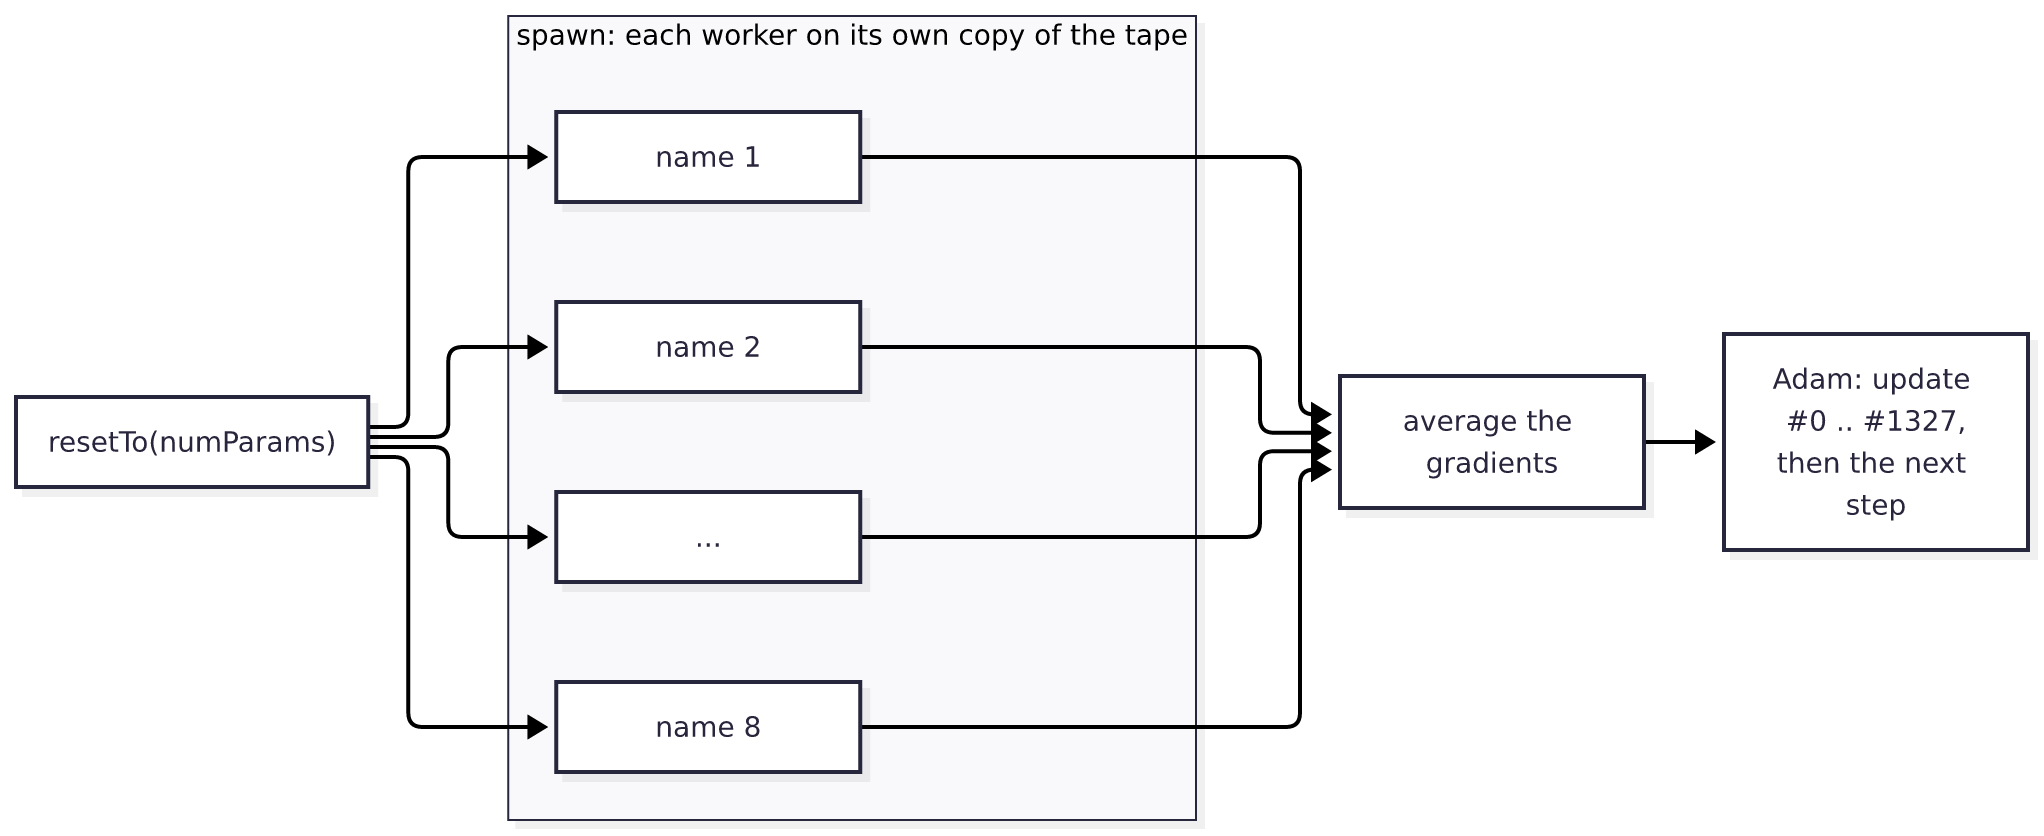 spawn: each worker on its own copy of the tape
name 1
name 2
resetTo(numParams)
...
name 8
average the
gradients
Adam: update
#0 .. #1327,
then the next
step